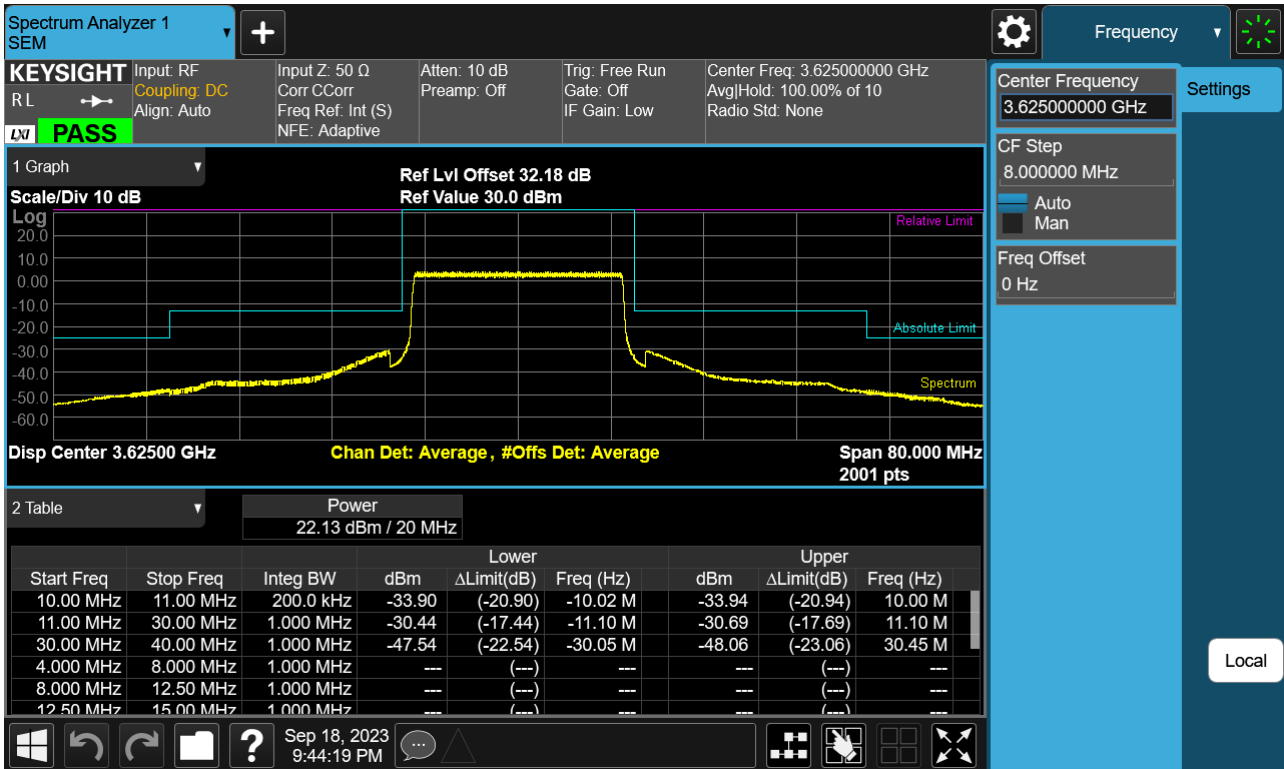 Spectrum Analyzer 1
SEM
+
Frequency
KEYSIGHT
R L
LXI PASS
Input: RF
Coupling: DC
Align: Auto
Input Z: 50 Ω
Corr CCorr
Freq Ref: Int (S)
NFE: Adaptive
Atten: 10 dB
Preamp: Off
Trig: Free Run
Gate: Off
IF Gain: Low
Center Freq: 3.625000000 GHz
Avg|Hold: 100.00% of 10
Radio Std: None
Center Frequency
3.625000000 GHz
Settings
CF Step
8.000000 MHz
Auto
Man
Freq Offset
0 Hz
1 Graph
Scale/Div 10 dB
Ref Lvl Offset 32.18 dB
Ref Value 30.0 dBm
Log
20.0
10.0
0.00
-10.0
-20.0
-30.0
-40.0
-50.0
-60.0
Relative Limit
Absolute Limit
Spectrum
Disp Center 3.62500 GHz
Chan Det: Average , #Offs Det: Average
Span 80.000 MHz
2001 pts
2 Table
Power
22.13 dBm / 20 MHz
Lower Upper
Start Freq Stop Freq Integ BW dBm ΔLimit(dB) Freq (Hz) dBm ΔLimit(dB) Freq (Hz)
10.00 MHz 11.00 MHz 200.0 kHz -33.90 (-20.90) -10.02 M -33.94 (-20.94) 10.00 M
11.00 MHz 30.00 MHz 1.000 MHz -30.44 (-17.44) -11.10 M -30.69 (-17.69) 11.10 M
30.00 MHz 40.00 MHz 1.000 MHz -47.54 (-22.54) -30.05 M -48.06 (-23.06) 30.45 M
4.000 MHz 8.000 MHz 1.000 MHz --- (---) --- --- (---) ---
8.000 MHz 12.50 MHz 1.000 MHz --- (---) --- --- (---) ---
12.50 MHz 15.00 MHz 1.000 MHz --- (---) --- --- (---) ---
Local
?
Sep 18, 2023
9:44:19 PM